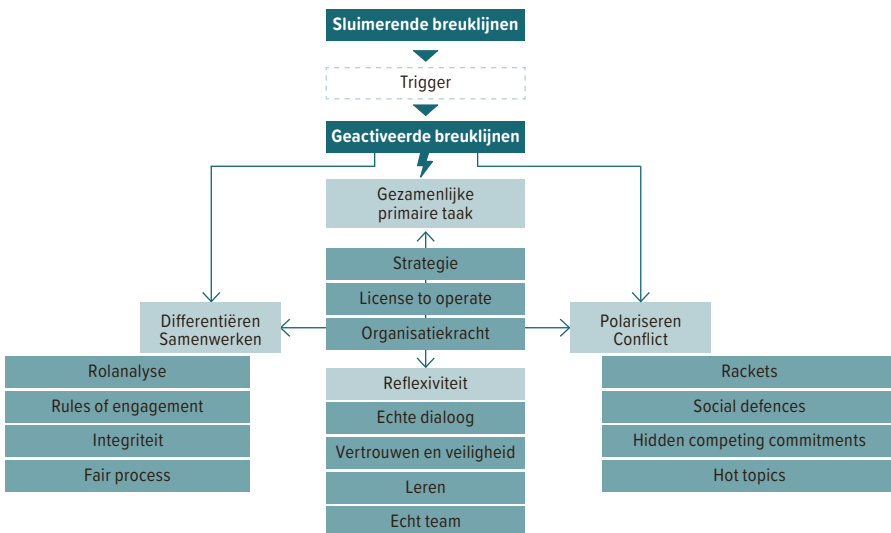 Sluimerende breuklijnen
Trigger
Geactiveerde breuklijnen
Gezamenlijke
primaire taak
Strategie
License to operate
Organisatiekracht
Differentiëren
Samenwerken
Rolanalyse
Rules of engagement
Integriteit
Fair process
Reflexiviteit
Echte dialoog
Vertrouwen en veiligheid
Leren
Echt team
Polariseren
Conflict
Rackets
Social defences
Hidden competing commitments
Hot topics